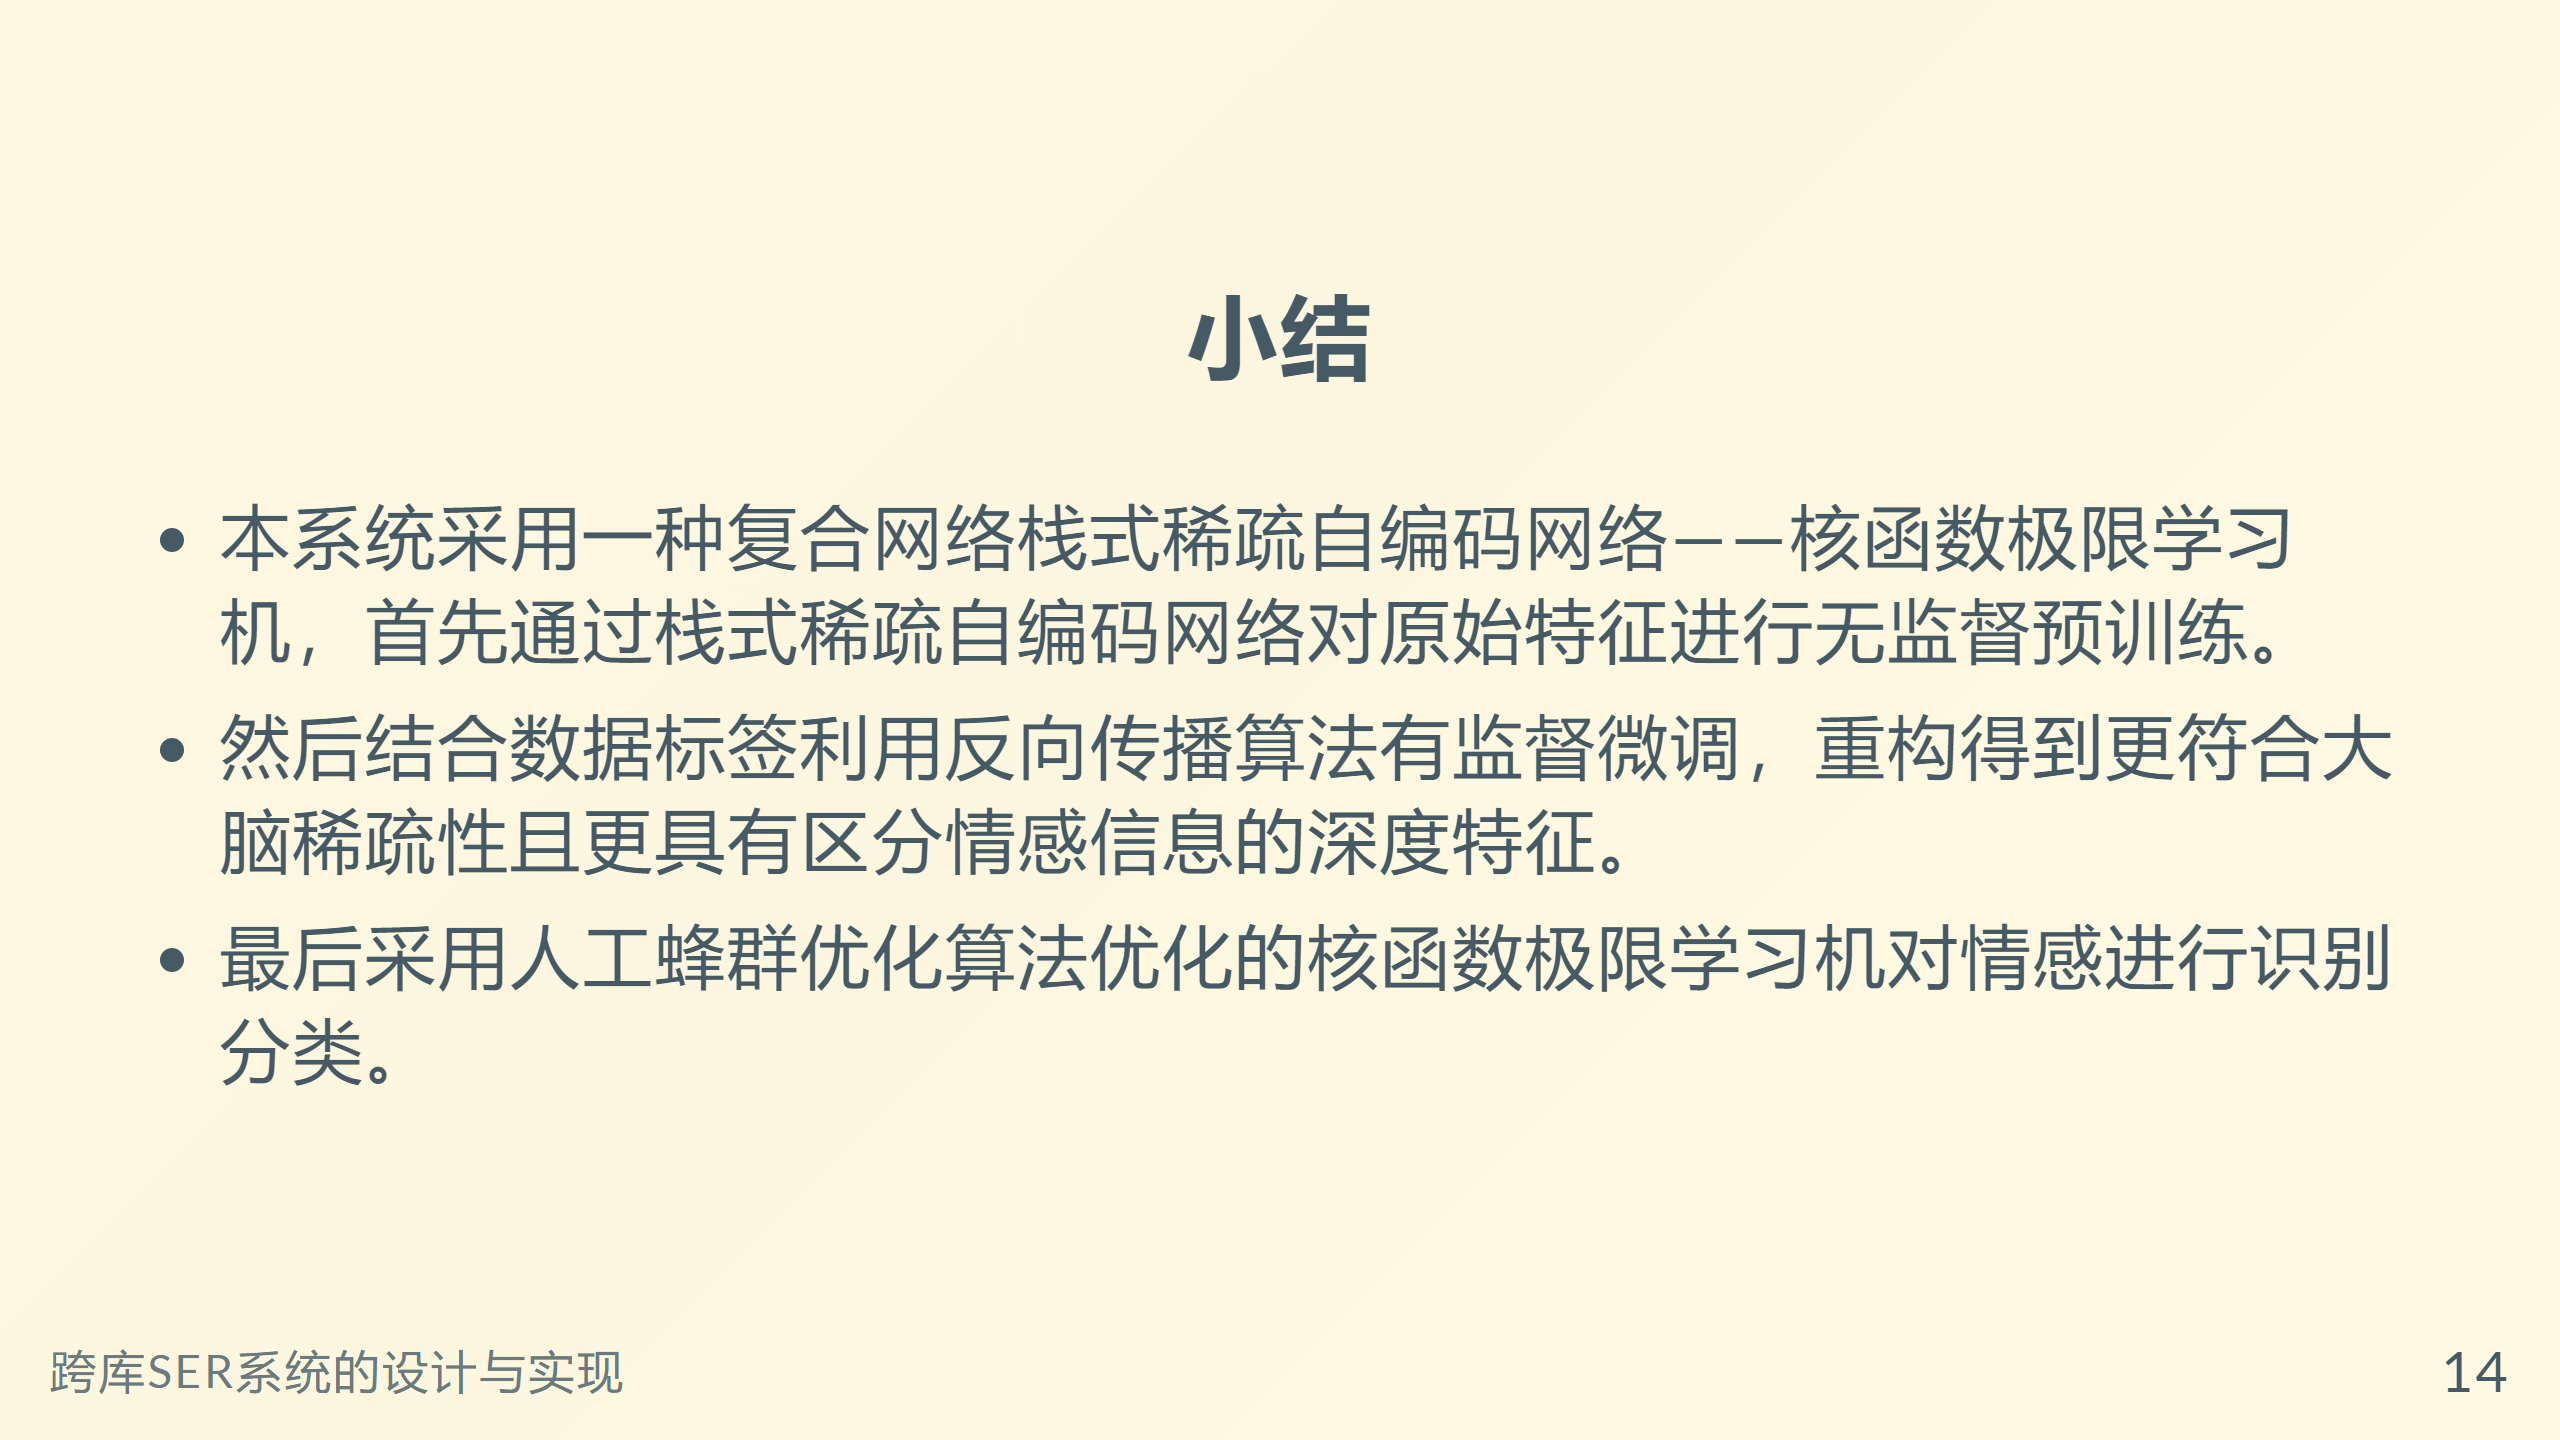 小结
• 本系统采用一种复合网络栈式稀疏自编码网络——核函数极限学习
机，首先通过栈式稀疏自编码网络对原始特征进行无监督预训练。
• 然后结合数据标签利用反向传播算法有监督微调，重构得到更符合大
脑稀疏性且更具有区分情感信息的深度特征。
• 最后采用人工蜂群优化算法优化的核函数极限学习机对情感进行识别
分类。
跨库SER系统的设计与实现
14